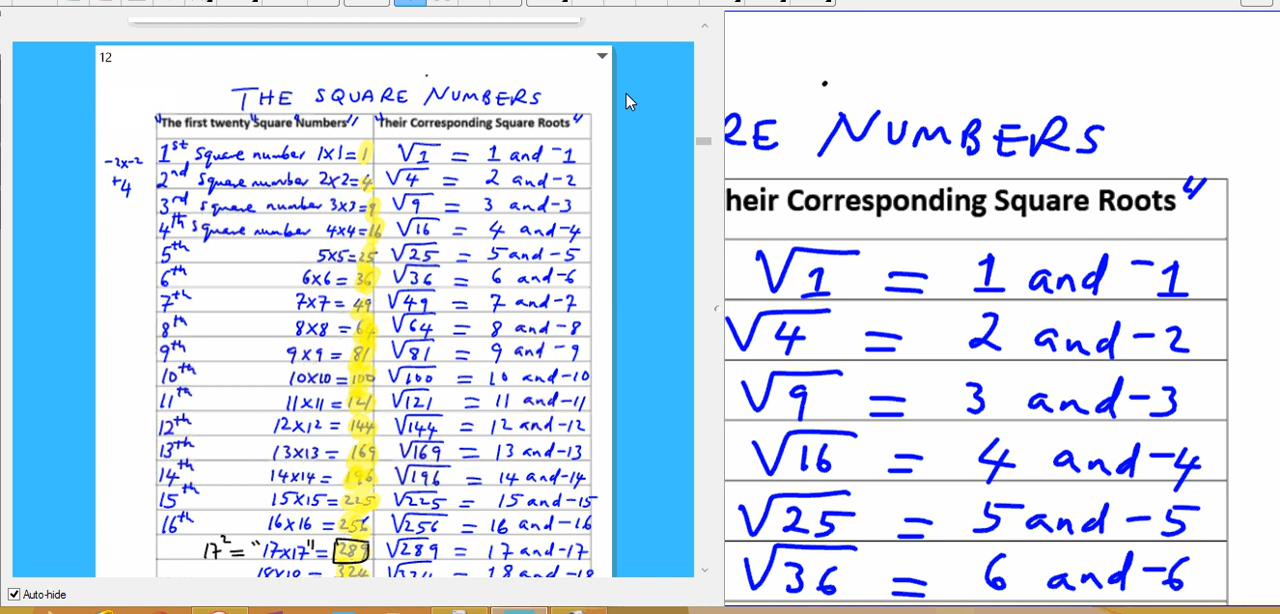 12
THE SQUARE NUMBERS
"The first twenty "Square "Numbers" "Their Corresponding Square Roots"
-2x-2
+4
1st Square number 1x1=1 √1 = 1 and -1
2nd Square number 2x2=4 √4 = 2 and -2
3rd Square number 3x3=9 √9 = 3 and -3
4th Square number 4x4=16 √16 = 4 and -4
5th 5x5=25 √25 = 5 and -5
6th 6x6=36 √36 = 6 and -6
7th 7x7=49 √49 = 7 and -7
8th 8x8=64 √64 = 8 and -8
9th 9x9=81 √81 = 9 and -9
10th 10x10=100 √100 = 10 and -10
11th 11x11=121 √121 = 11 and -11
12th 12x12=144 √144 = 12 and -12
13th 13x13=169 √169 = 13 and -13
14th 14x14=196 √196 = 14 and -14
15th 15x15=225 √225 = 15 and -15
16th 16x16=256 √256 = 16 and -16
17²= "17x17"=289 √289 = 17 and -17
18x18=324 √324 = 18 and -18
Auto-hide
RE NUMBERS
heir Corresponding Square Roots"
√1 = 1 and -1
√4 = 2 and -2
√9 = 3 and -3
√16 = 4 and -4
√25 = 5 and -5
√36 = 6 and -6